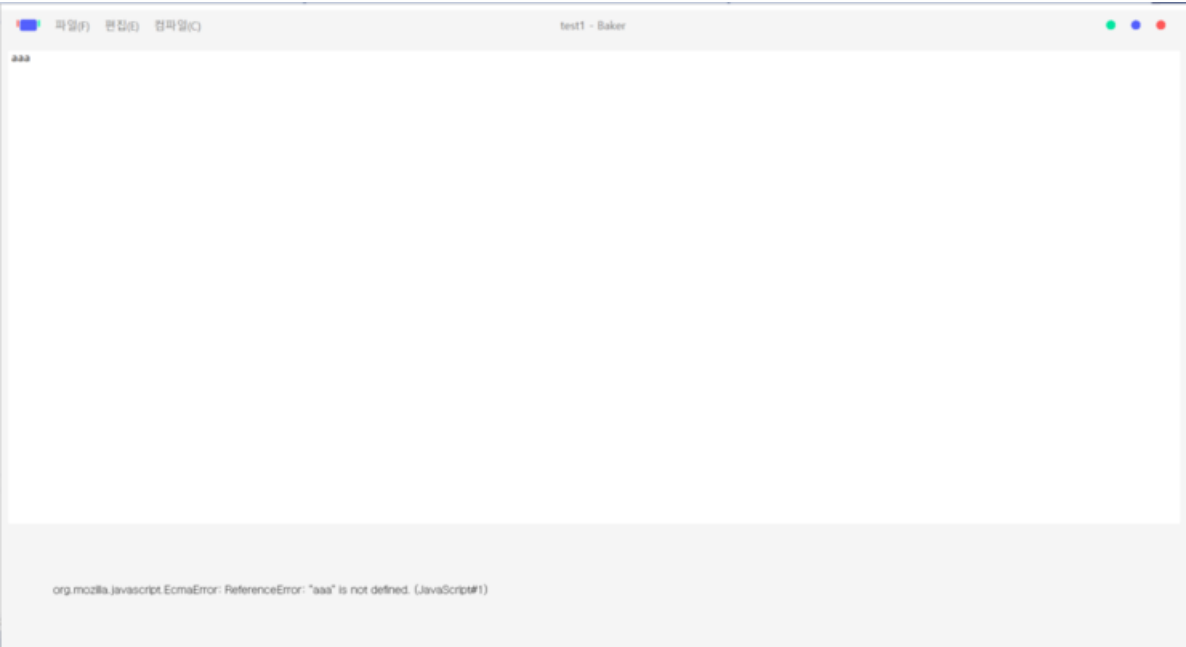 파일(F) 편집(E) 컴파일(C) test1 - Baker
aaa
org.mozilla.javascript.EcmaError: ReferenceError: "aaa" is not defined. (JavaScript#1)